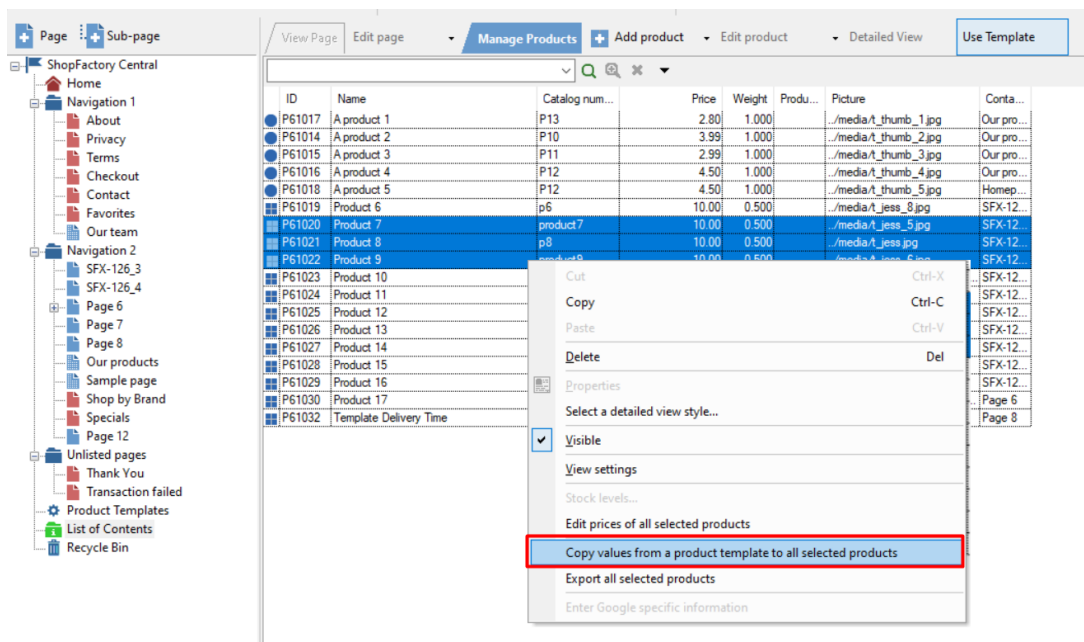 Page Sub-page
View Page Edit page Manage Products Add product Edit product Detailed View Use Template
ShopFactory Central
Home
Navigation 1
About
Privacy
Terms
Checkout
Contact
Favorites
Our team
Navigation 2
SFX-126_3
SFX-126_4
Page 6
Page 7
Page 8
Our products
Sample page
Shop by Brand
Specials
Page 12
Unlisted pages
Thank You
Transaction failed
Product Templates
List of Contents
Recycle Bin
ID Name Catalog num... Price Weight Produ... Picture Conta...
P61017 A product 1 P13 2.80 1.000 ../media/t_thumb_1.jpg Our pro...
P61014 A product 2 P10 3.99 1.000 ../media/t_thumb_2.jpg Our pro...
P61015 A product 3 P11 2.99 1.000 ../media/t_thumb_3.jpg Our pro...
P61016 A product 4 P12 4.50 1.000 ../media/t_thumb_4.jpg Our pro...
P61018 A product 5 P12 4.50 1.000 ../media/t_thumb_5.jpg Homep...
P61019 Product 6 p6 10.00 0.500 ../media/t_jess_8.jpg SFX-12...
P61020 Product 7 product7 10.00 0.500 ../media/t_jess_5.jpg SFX-12...
P61021 Product 8 p8 10.00 0.500 ../media/t_jess.jpg SFX-12...
P61022 Product 9 product9 10.00 0.500 ../media/t_jess_6.jpg SFX-12...
P61023 Product 10 SFX-12...
P61024 Product 11 SFX-12...
P61025 Product 12 SFX-12...
P61026 Product 13 SFX-12...
P61027 Product 14 SFX-12...
P61028 Product 15 SFX-12...
P61029 Product 16 SFX-12...
P61030 Product 17 Page 6
P61032 Template Delivery Time Page 8
Cut Ctrl-X
Copy Ctrl-C
Paste Ctrl-V
Delete Del
Properties
Select a detailed view style...
Visible
View settings
Stock levels...
Edit prices of all selected products
Copy values from a product template to all selected products
Export all selected products
Enter Google specific information